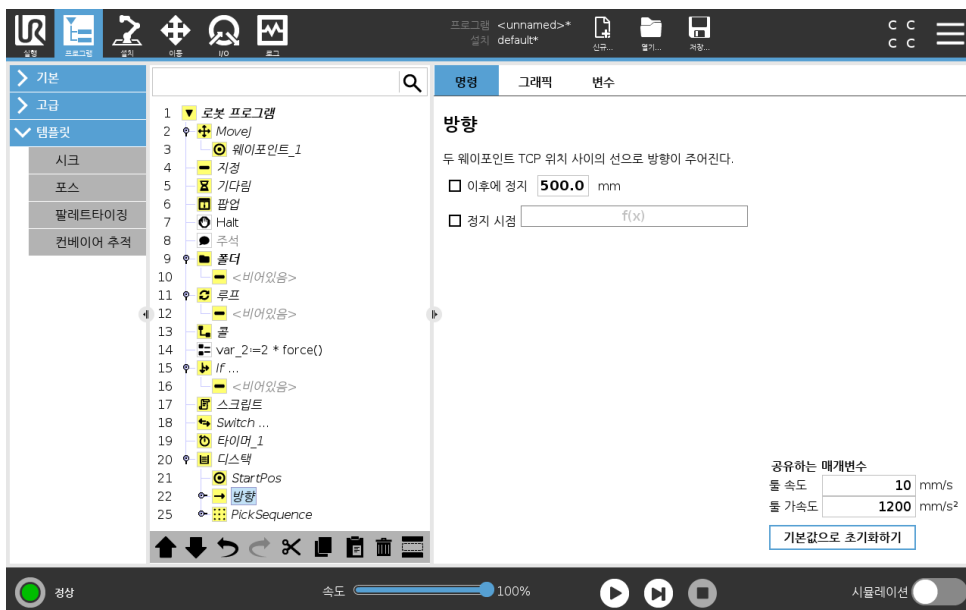 UR
실행
프로그램
설치
이동
I/O
로그
프로그램 <unnamed>*
설치 default*
신규...
열기...
저장...
C C
C C
기본
고급
템플릿
시크
포스
팔레트타이징
컨베이어 추적
1 로봇 프로그램
2 MoveJ
3 웨이포인트_1
4 지정
5 기다림
6 팝업
7 Halt
8 주석
9 폴더
10 <비어있음>
11 루프
12 <비어있음>
13 콜
14 var_2≔2 * force()
15 If ...
16 <비어있음>
17 스크립트
18 Switch ...
19 타이머_1
20 디스택
21 StartPos
22 방향
25 PickSequence
명령 그래픽 변수
방향
두 웨이포인트 TCP 위치 사이의 선으로 방향이 주어진다.
이후에 정지 500.0 mm
정지 시점 f(x)
공유하는 매개변수
툴 속도 10 mm/s
툴 가속도 1200 mm/s²
기본값으로 초기화하기
정상
속도 100%
시뮬레이션